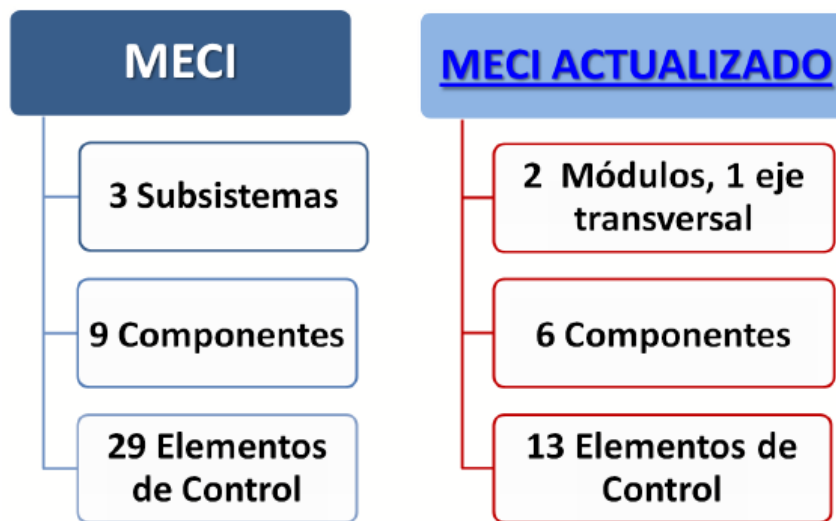 MECI
3 Subsistemas
9 Componentes
29 Elementos
de Control
MECI ACTUALIZADO
2 Módulos, 1 eje
transversal
6 Componentes
13 Elementos de
Control